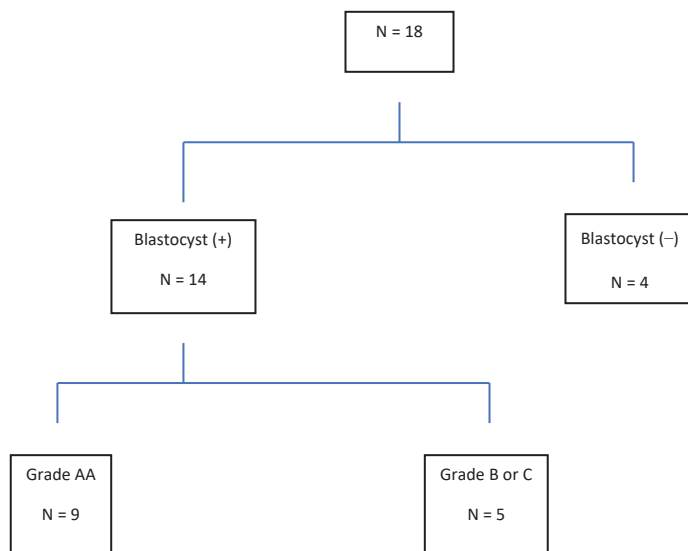 N = 18
Blastocyst (+)
N = 14
Blastocyst (−)
N = 4
Grade AA
N = 9
Grade B or C
N = 5